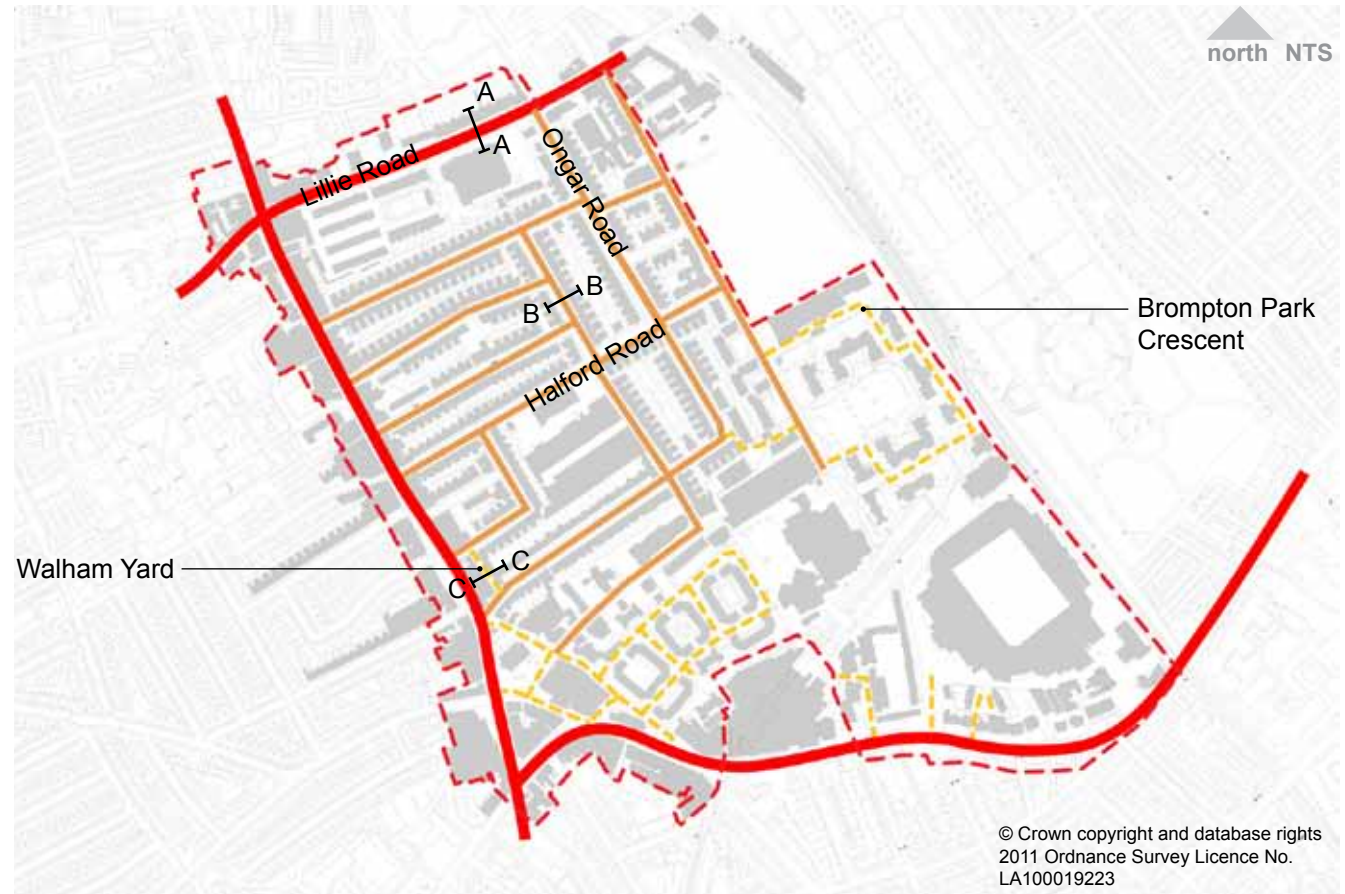 north NTS
A
A
Lillie Road
Ongar Road
B
B
Brompton Park
Crescent
Halford Road
Walham Yard
C
C
© Crown copyright and database rights
2011 Ordnance Survey Licence No.
LA100019223